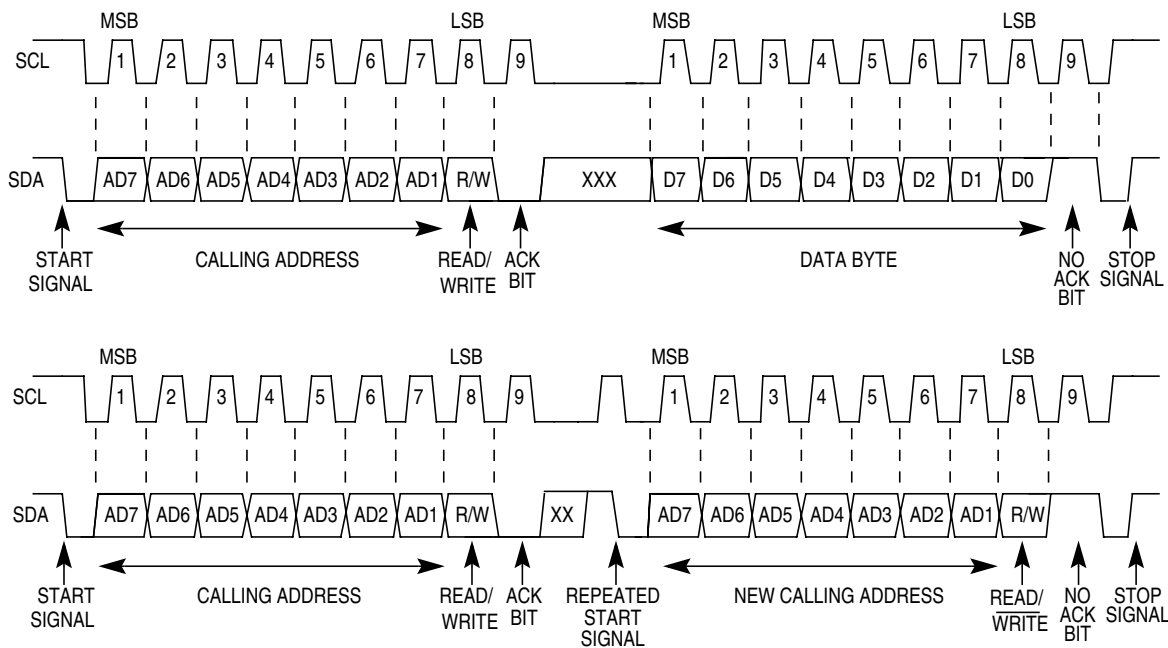 MSB LSB MSB LSB
SCL 1 2 3 4 5 6 7 8 9 1 2 3 4 5 6 7 8 9
SDA AD7 AD6 AD5 AD4 AD3 AD2 AD1 R/W XXX D7 D6 D5 D4 D3 D2 D1 D0
START SIGNAL
CALLING ADDRESS
READ/
WRITE
ACK
BIT
DATA BYTE
NO
ACK
BIT
STOP
SIGNAL
MSB LSB MSB LSB
SCL 1 2 3 4 5 6 7 8 9 1 2 3 4 5 6 7 8 9
SDA AD7 AD6 AD5 AD4 AD3 AD2 AD1 R/W XX AD7 AD6 AD5 AD4 AD3 AD2 AD1 R/W
START
SIGNAL
CALLING ADDRESS
READ/
WRITE
ACK
BIT
REPEATED
START
SIGNAL
NEW CALLING ADDRESS
READ/
WRITE
NO
ACK
BIT
STOP
SIGNAL